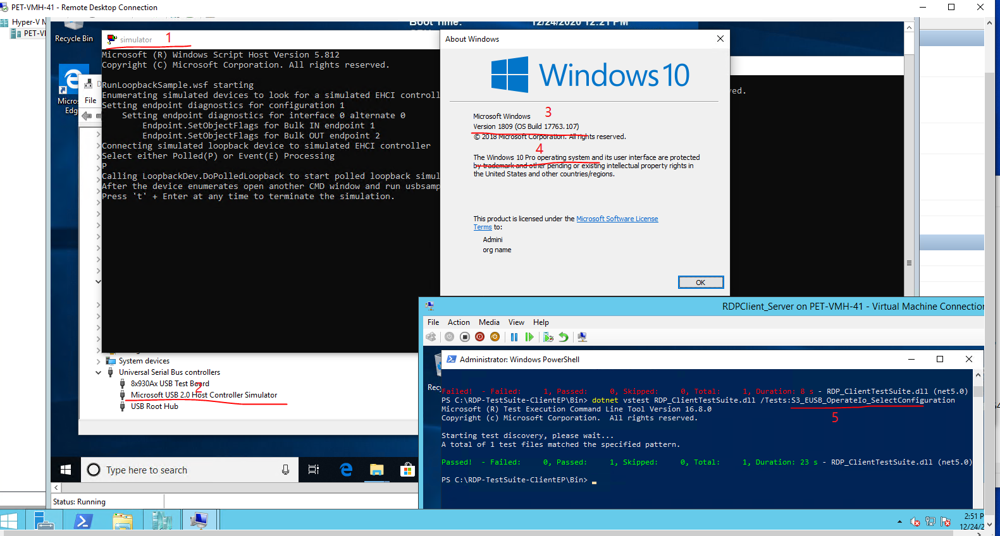 PET-VMH-41 - Remote Desktop Connection
Hyper-V M
PET-VI
Boot Time: 12/24/2020 12:21 PM
Recycle Bin
simulator
1
Microsoft (R) Windows Script Host Version 5.812
Copyright (C) Microsoft Corporation. All rights reserved.
RunLoopbackSample.wsf starting
Enumerating simulated devices to look for a simulated EHCI controll
Setting endpoint diagnostics for configuration 1
Setting endpoint diagnostics for interface 0 alternate 0
Endpoint.SetObjectFlags for Bulk IN endpoint 1
Endpoint.SetObjectFlags for Bulk OUT endpoint 2
Connecting simulated loopback device to simulated EHCI controller
Select either Polled(P) or Event(E) Processing
P
Calling LoopbackDev.DoPolledLoopback to start polled loopback simul
After the device enumerates open another CMD window and run usbsamp
Press 't' + Enter at any time to terminate the simulation.
Micros
Edg
D
File
About Windows
Windows 10
ved.
Microsoft Windows
3
Version 1809 (OS Build 17763.107)
© 2018 Microsoft Corporation. All rights reserved.
4
The Windows 10 Pro operating system and its user interface are protected
by trademark and other pending or existing intellectual property rights in
the United States and other countries/regions.
This product is licensed under the Microsoft Software License
Terms to:
Admini
org name
OK
System devices
Universal Serial Bus controllers
8x930Ax USB Test Board
2
Microsoft USB 2.0 Host Controller Simulator
USB Root Hub
Type here to search
Status: Running
RDPClient_Server on PET-VMH-41 - Virtual Machine Connection
File Action Media View Help
Administrator: Windows PowerShell
Recy
Failed! - Failed: 1, Passed: 0, Skipped: 0, Total: 1, Duration: 8 s - RDP_ClientTestSuite.dll (net5.0)
PS C:\RDP-TestSuite-ClientEP\Bin> dotnet vstest RDP_ClientTestSuite.dll /Tests:S3_EUSB_OperateIo_SelectConfiguration
Microsoft (R) Test Execution Command Line Tool Version 16.8.0
Copyright (c) Microsoft Corporation. All rights reserved.
5
Starting test discovery, please wait...
A total of 1 test files matched the specified pattern.
Passed! - Failed: 0, Passed: 1, Skipped: 0, Total: 1, Duration: 23 s - RDP_ClientTestSuite.dll (net5.0)
PS C:\RDP-TestSuite-ClientEP\Bin>
2:51 P
12/24/2